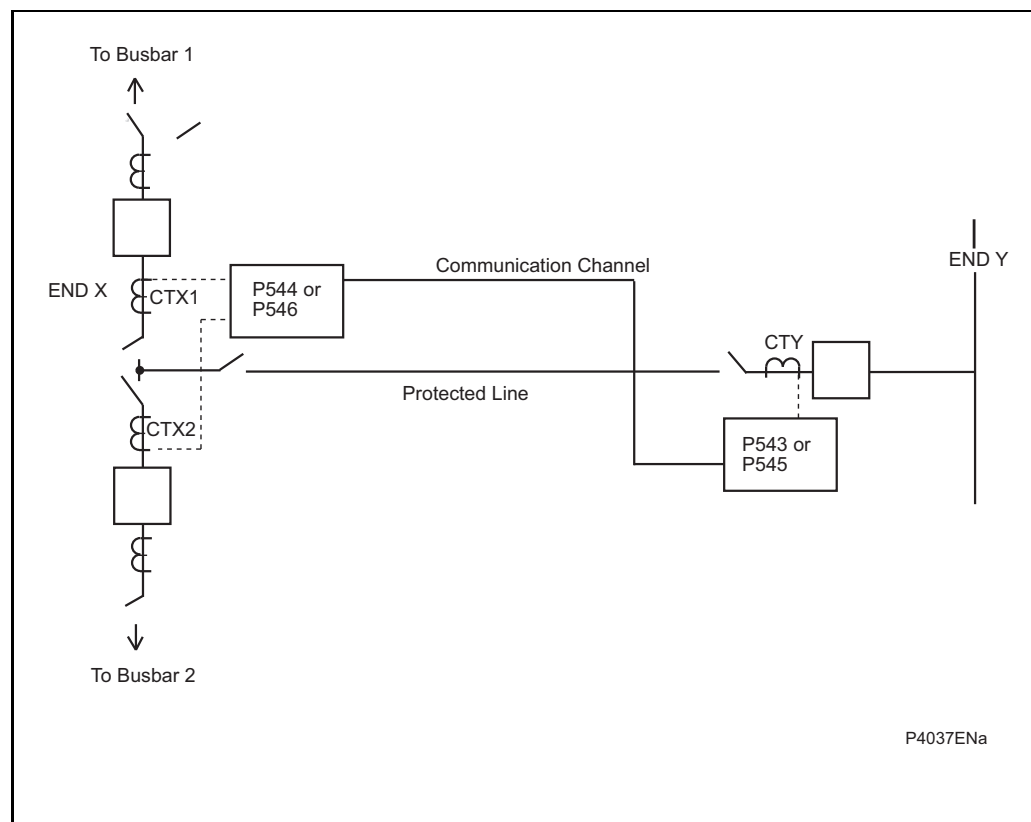 To Busbar 1
END X
CTX1
P544 or
P546
Communication Channel
END Y
CTY
Protected Line
CTX2
P543 or
P545
To Busbar 2
P4037ENa